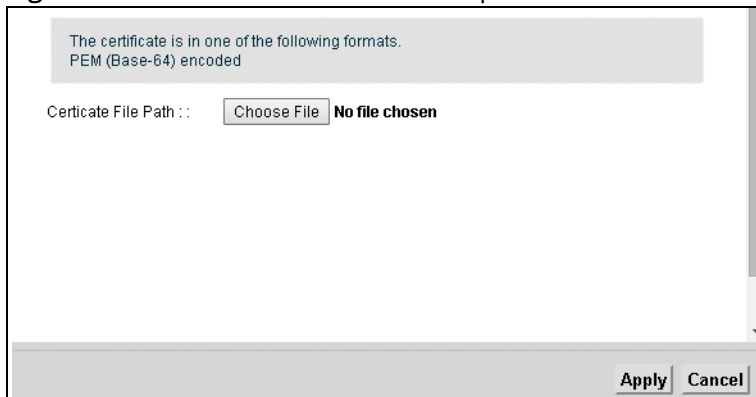 The certificate is in one of the following formats.
PEM (Base-64) encoded
Certicate File Path : :   Choose File   No file chosen
Apply   Cancel